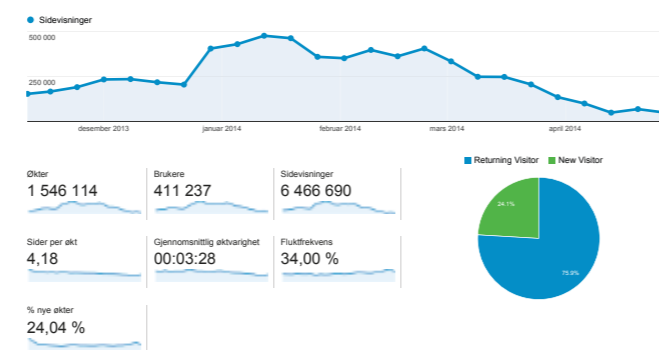 Sidevisninger
500 000
250 000
desember 2013
januar 2014
februar 2014
mars 2014
april 2014
Returning Visitor
New Visitor
Økter
1 546 114
Brukere
411 237
Sidevisninger
6 466 690
24.1%
75.9%
Sider per økt
4,18
Gjennomsnittlig øktvarighet
00:03:28
Fluktfrekvens
34,00 %
% nye økter
24,04 %